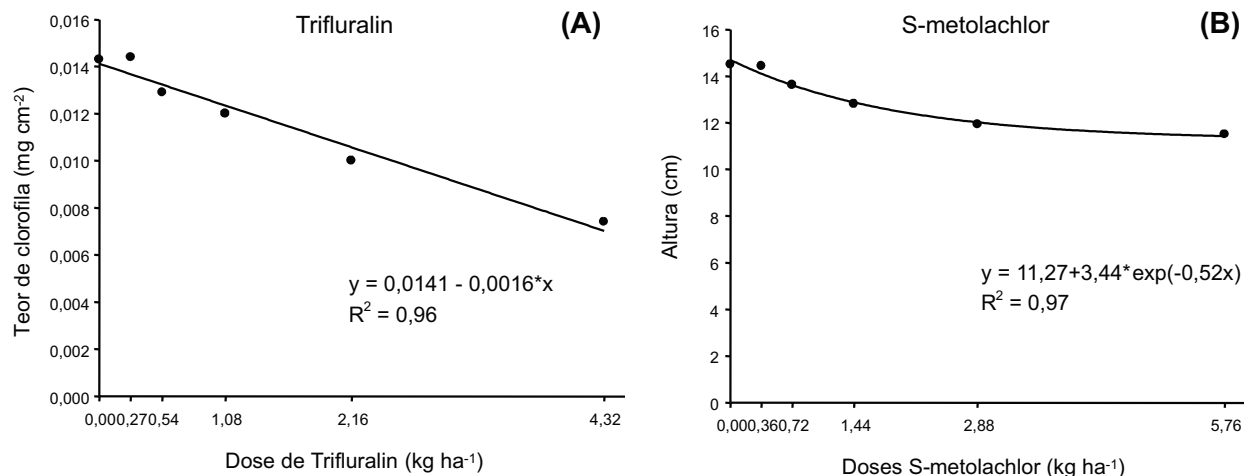 Trifluralin
(A)
Teor de clorofila (mg cm⁻²)
0,016
0,014
0,012
0,010
0,008
0,006
0,004
0,002
0,000
y = 0,0141 - 0,0016*x
R² = 0,96
0,000,270,54 1,08 2,16 4,32
Dose de Trifluralin (kg ha⁻¹)
S-metolachlor
(B)
Altura (cm)
16
14
12
10
8
6
4
2
0
y = 11,27+3,44*exp(-0,52x)
R² = 0,97
0,000,360,72 1,44 2,88 5,76
Doses S-metolachlor (kg ha⁻¹)